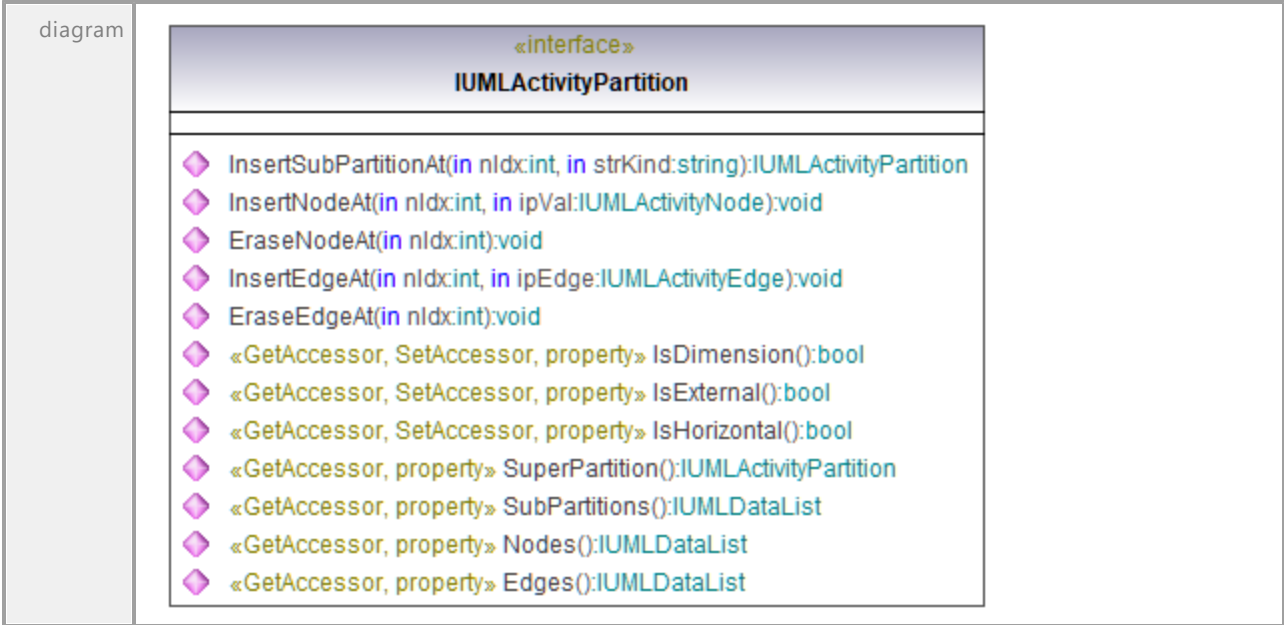 diagram
«interface»
IUMLActivityPartition
InsertSubPartitionAt(in nIdx:int, in strKind:string):IUMLActivityPartition
InsertNodeAt(in nIdx:int, in ipVal:IUMLActivityNode):void
EraseNodeAt(in nIdx:int):void
InsertEdgeAt(in nIdx:int, in ipEdge:IUMLActivityEdge):void
EraseEdgeAt(in nIdx:int):void
«GetAccessor, SetAccessor, property» IsDimension():bool
«GetAccessor, SetAccessor, property» IsExternal():bool
«GetAccessor, SetAccessor, property» IsHorizontal():bool
«GetAccessor, property» SuperPartition():IUMLActivityPartition
«GetAccessor, property» SubPartitions():IUMLDataList
«GetAccessor, property» Nodes():IUMLDataList
«GetAccessor, property» Edges():IUMLDataList